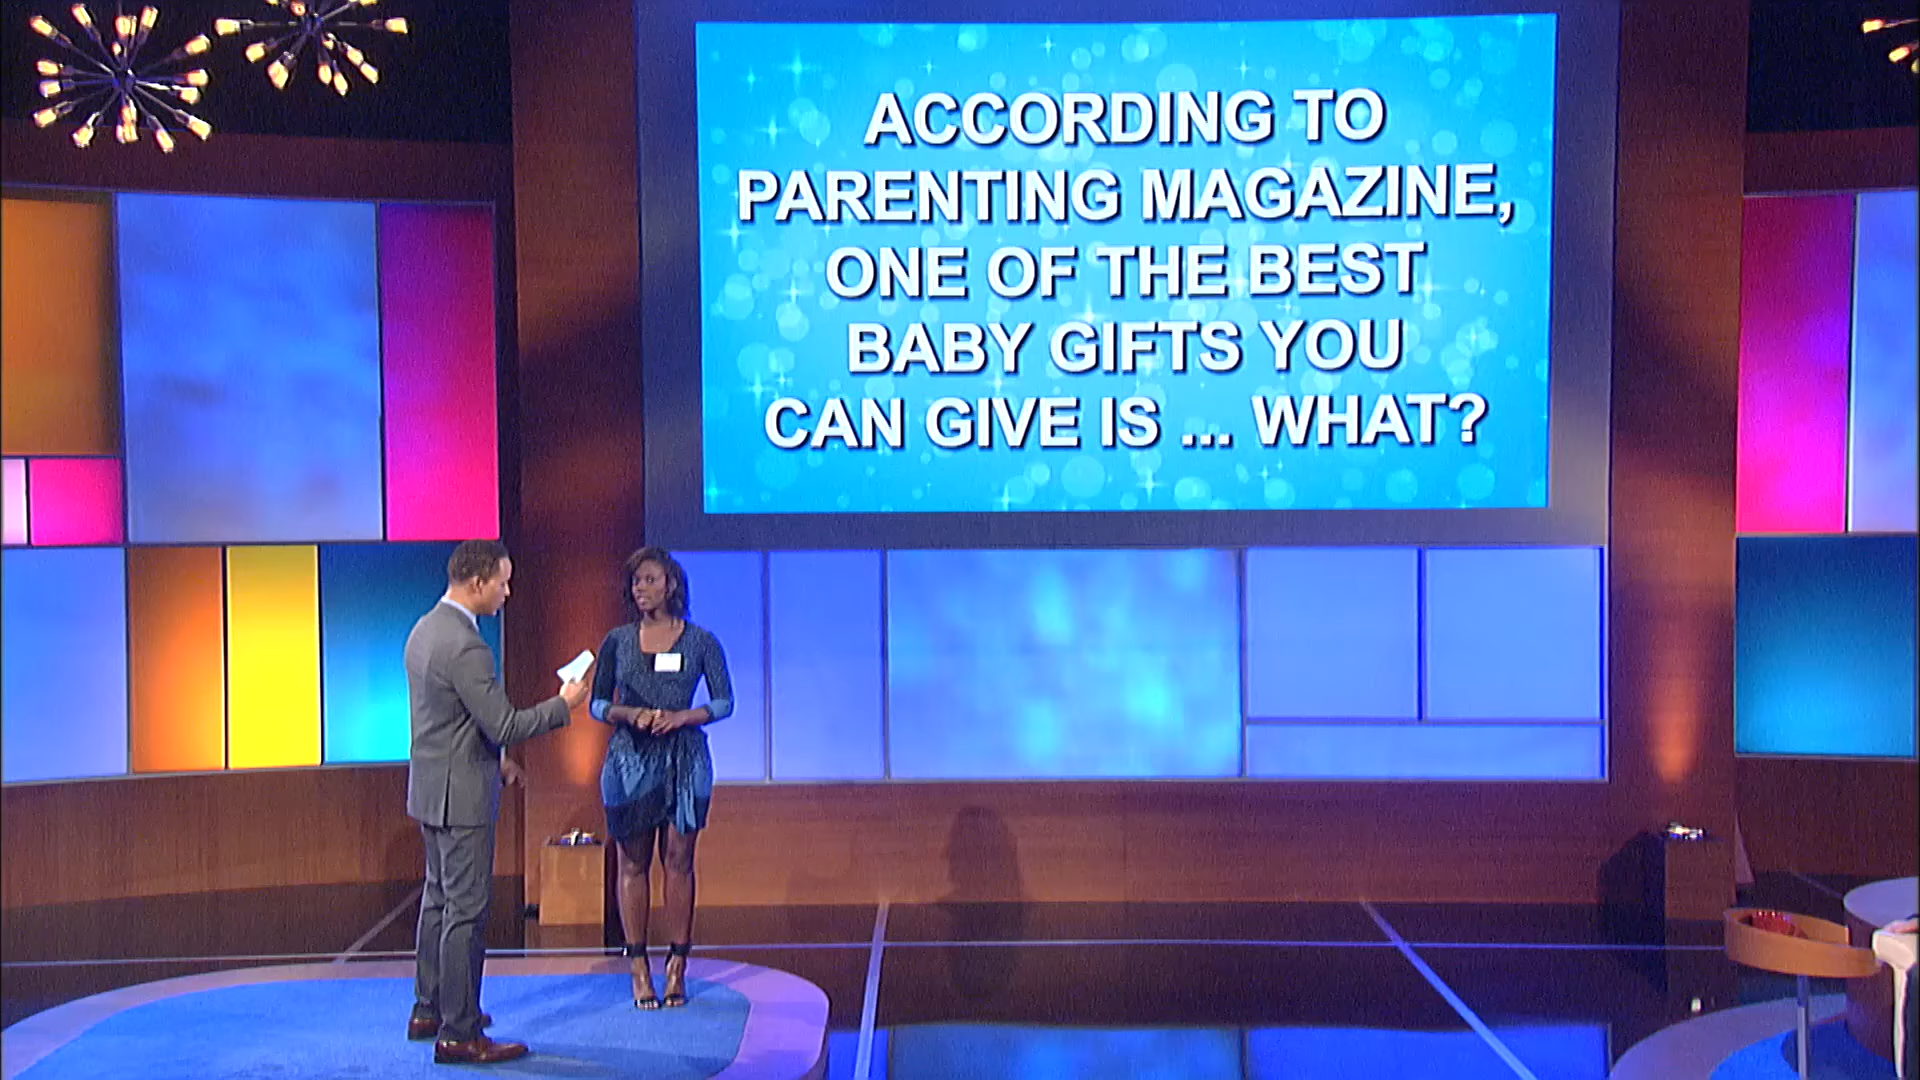 ACCORDING TO
PARENTING MAGAZINE,
ONE OF THE BEST
BABY GIFTS YOU
CAN GIVE IS ... WHAT?